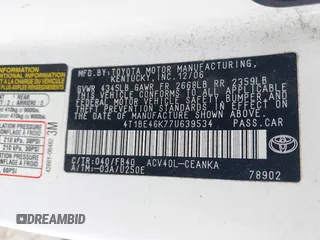 MFD. BY: TOYOTA MOTOR MANUFACTURING,
KENTUCKY, INC. 12/06
GVWR 4345LB GAWR FR 2668LB RR 2359LB
THIS VEHICLE CONFORMS TO ALL APPLICABLE
FEDERAL MOTOR VEHICLE SAFETY, BUMPER, AND
THEFT PREVENTION STANDARDS IN EFFECT ON
THE DATE OF MANUFACTURE SHOWN ABOVE.
4T1BE46K77U639534
PASS.CAR
C/TR:040/FB40 ACV40L-CEANKA
A/TM:-03A/U250E
78902
3M